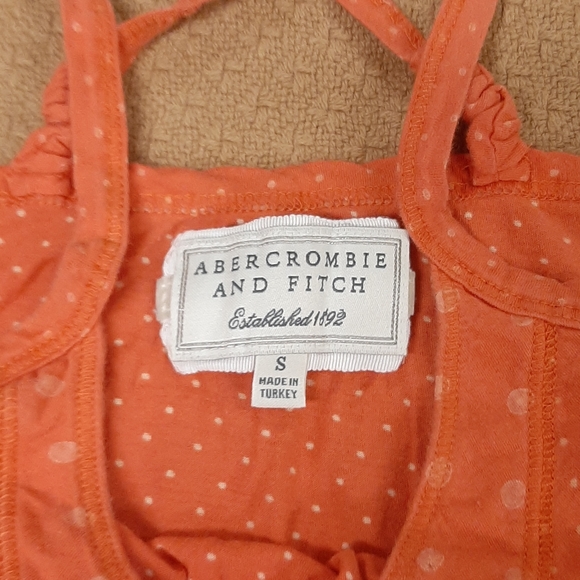 ABERCROMBIE
AND FITCH
Established 1892
S
MADE IN
TURKEY